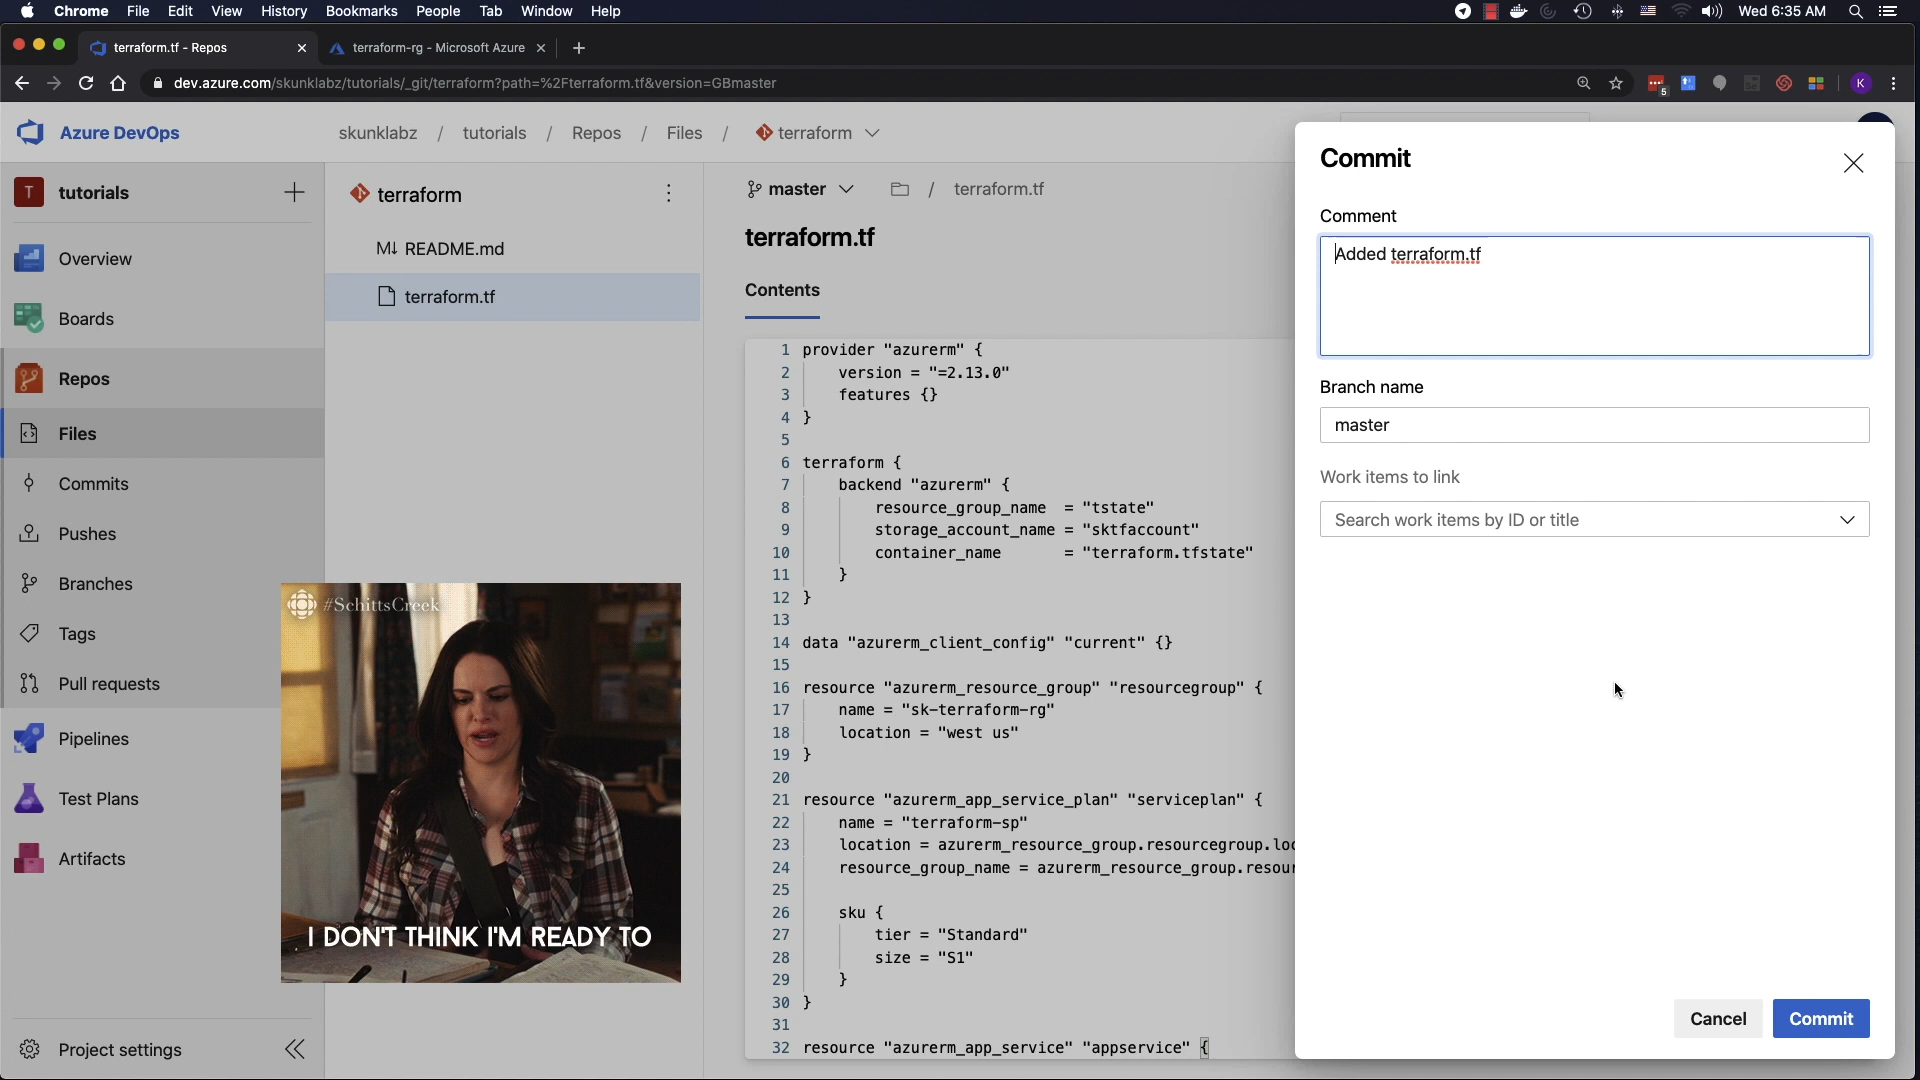 Chrome File Edit View History Bookmarks People Tab Window Help
Wed 6:35 AM
terraform.tf - Repos
terraform-rg - Microsoft Azure
dev.azure.com/skunklabz/tutorials/_git/terraform?path=%2Fterraform.tf&version=GBmaster
5
K
Azure DevOps
skunklabz / tutorials / Repos / Files / terraform
T tutorials
Overview
Boards
Repos
Files
Commits
Pushes
Branches
Tags
Pull requests
Pipelines
Test Plans
Artifacts
Project settings
terraform
M↓ README.md
terraform.tf
master / terraform.tf
terraform.tf
Contents
1 provider "azurerm" {
2 version = "=2.13.0"
3 features {}
4 }
5
6 terraform {
7 backend "azurerm" {
8 resource_group_name = "tstate"
9 storage_account_name = "sktfaccount"
10 container_name = "terraform.tfstate"
11 }
12 }
13
14 data "azurerm_client_config" "current" {}
15
16 resource "azurerm_resource_group" "resourcegroup" {
17 name = "sk-terraform-rg"
18 location = "west us"
19 }
20
21 resource "azurerm_app_service_plan" "serviceplan" {
22 name = "terraform-sp"
23 location = azurerm_resource_group.resourcegroup.loc
24 resource_group_name = azurerm_resource_group.resour
25
26 sku {
27 tier = "Standard"
28 size = "S1"
29 }
30 }
31
32 resource "azurerm_app_service" "appservice" {
#SchittsCreek
I DON'T THINK I'M READY TO
Commit
Comment
Added terraform.tf
Branch name
master
Work items to link
Search work items by ID or title
Cancel
Commit